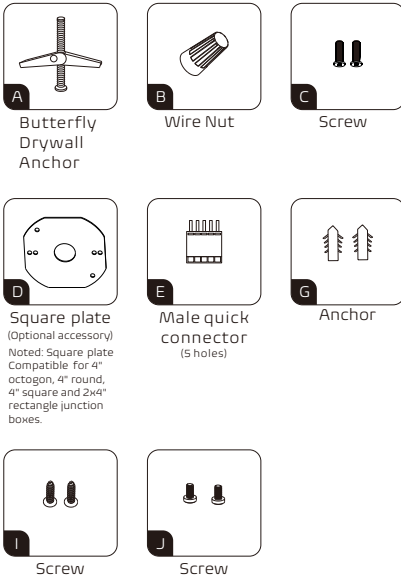 A
Butterfly
Drywall
Anchor
B
Wire Nut
C
Screw
D
Square plate
(Optional accessory)
Noted: Square plate
Compatible for 4"
octogon, 4" round,
4" square and 2x4"
rectangle junction
boxes.
E
Male quick
connector
(5 holes)
G
Anchor
I
Screw
J
Screw